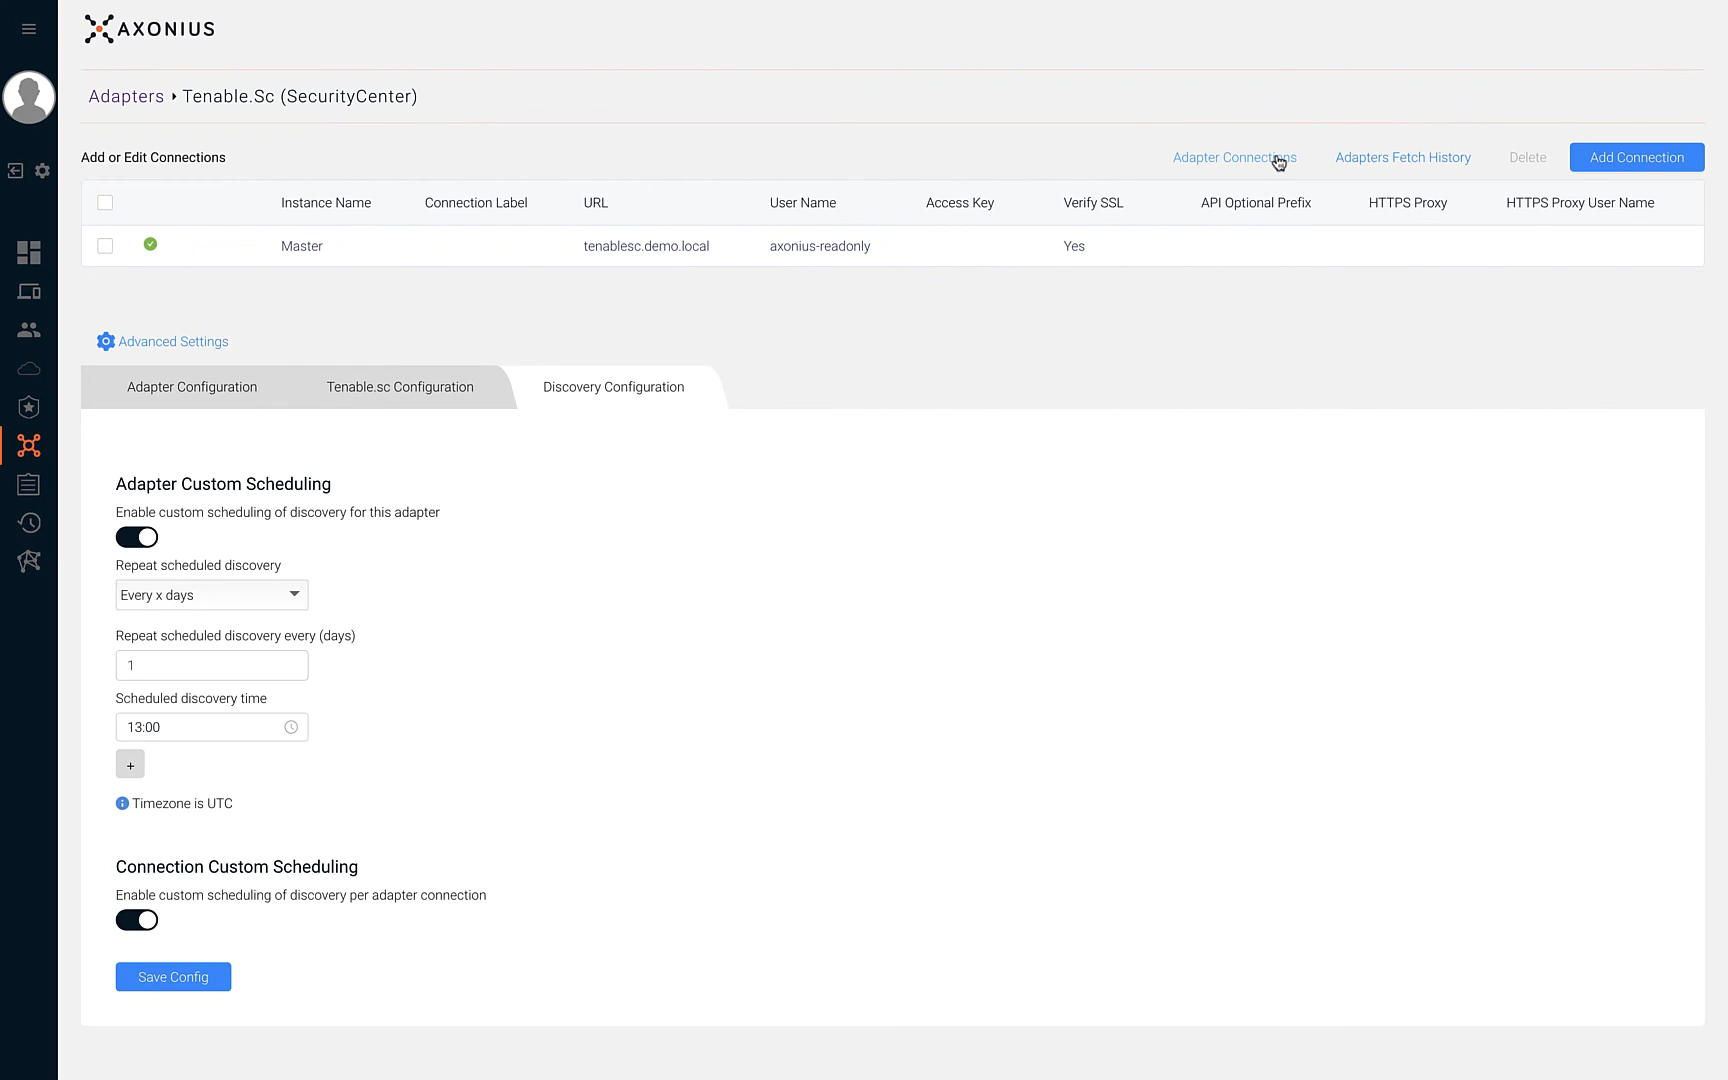 AXONIUS
Adapters Tenable.Sc (SecurityCenter)
Add or Edit Connections
Adapter Connections Adapters Fetch History Delete Add Connection
Instance Name Connection Label URL User Name Access Key Verify SSL API Optional Prefix HTTPS Proxy HTTPS Proxy User Name
Master tenablesc.demo.local axonius-readonly Yes
Advanced Settings
Adapter Configuration Tenable.sc Configuration Discovery Configuration
Adapter Custom Scheduling
Enable custom scheduling of discovery for this adapter
Repeat scheduled discovery
Every x days
Repeat scheduled discovery every (days)
1
Scheduled discovery time
13:00
+
Timezone is UTC
Connection Custom Scheduling
Enable custom scheduling of discovery per adapter connection
Save Config